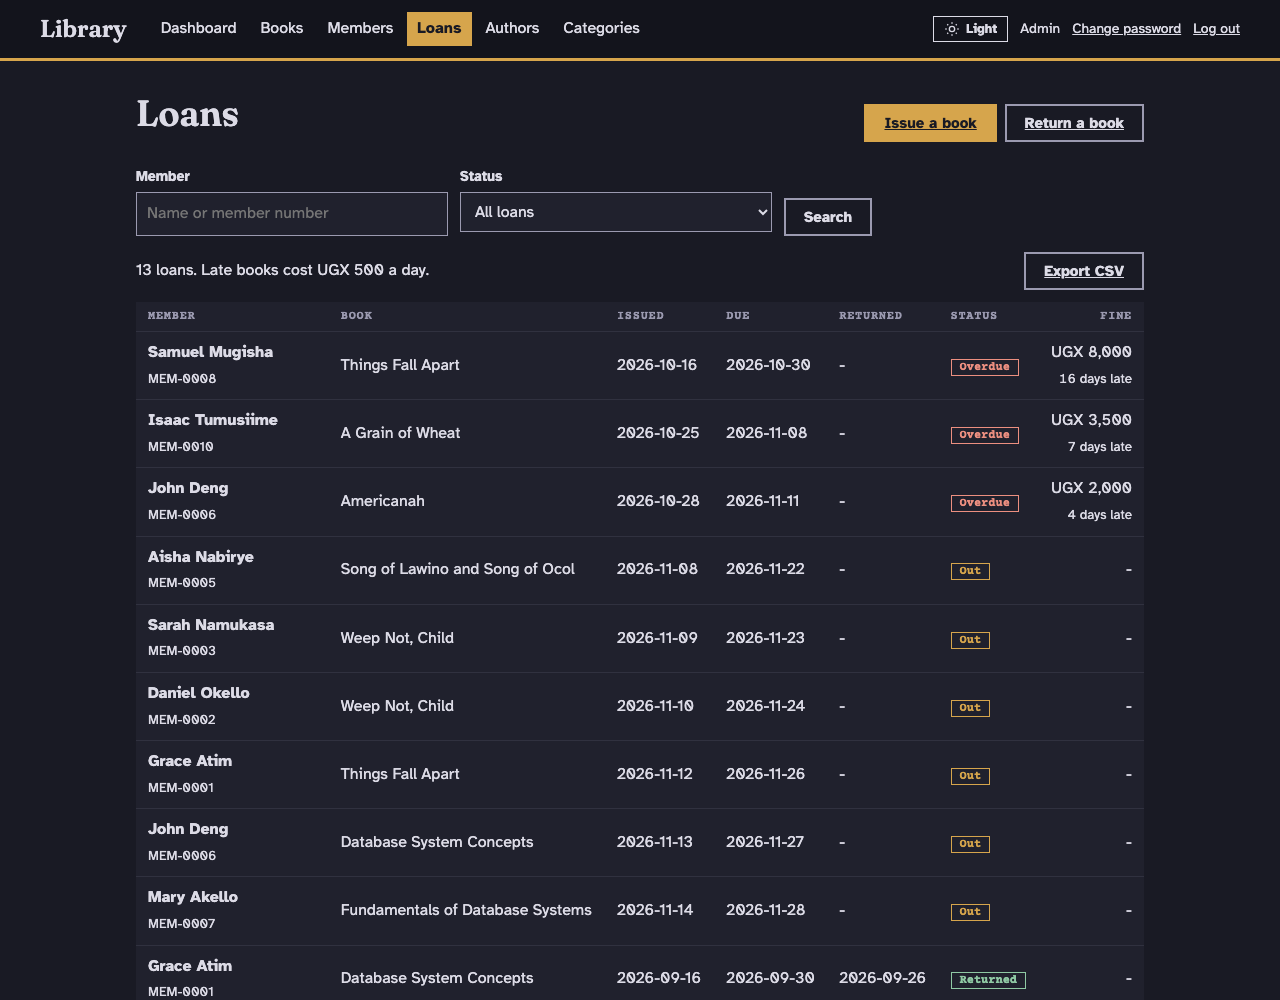 Library Dashboard Books Members Loans Authors Categories Light Admin Change password Log out
Loans
Issue a book Return a book
Member Status
Name or member number All loans Search
13 loans. Late books cost UGX 500 a day. Export CSV
MEMBER BOOK ISSUED DUE RETURNED STATUS FINE
Samuel Mugisha
MEM-0008 Things Fall Apart 2026-10-16 2026-10-30 - Overdue UGX 8,000
16 days late
Isaac Tumusiime
MEM-0010 A Grain of Wheat 2026-10-25 2026-11-08 - Overdue UGX 3,500
7 days late
John Deng
MEM-0006 Americanah 2026-10-28 2026-11-11 - Overdue UGX 2,000
4 days late
Aisha Nabirye
MEM-0005 Song of Lawino and Song of Ocol 2026-11-08 2026-11-22 - Out -
Sarah Namukasa
MEM-0003 Weep Not, Child 2026-11-09 2026-11-23 - Out -
Daniel Okello
MEM-0002 Weep Not, Child 2026-11-10 2026-11-24 - Out -
Grace Atim
MEM-0001 Things Fall Apart 2026-11-12 2026-11-26 - Out -
John Deng
MEM-0006 Database System Concepts 2026-11-13 2026-11-27 - Out -
Mary Akello
MEM-0007 Fundamentals of Database Systems 2026-11-14 2026-11-28 - Out -
Grace Atim
MEM-0001 Database System Concepts 2026-09-16 2026-09-30 2026-09-26 Returned -